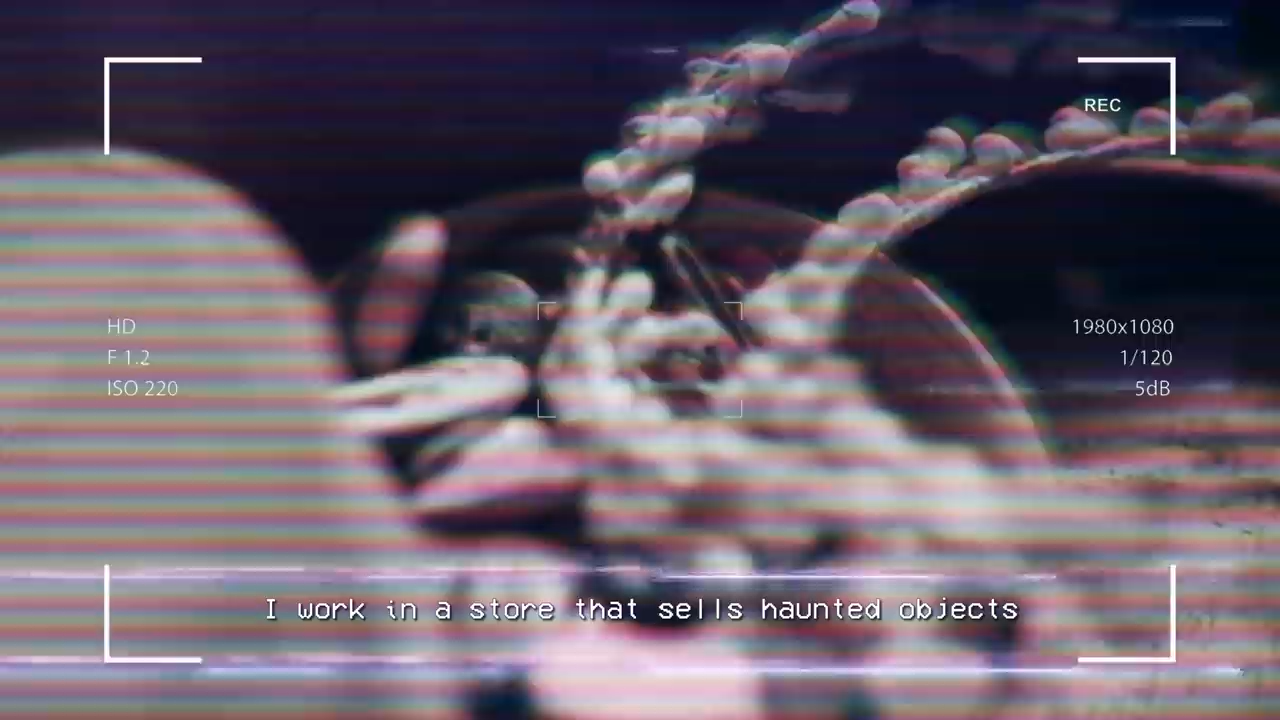 REC
HD
F 1.2
ISO 220
1980x1080
1/120
5dB
I work in a store that sells haunted objects